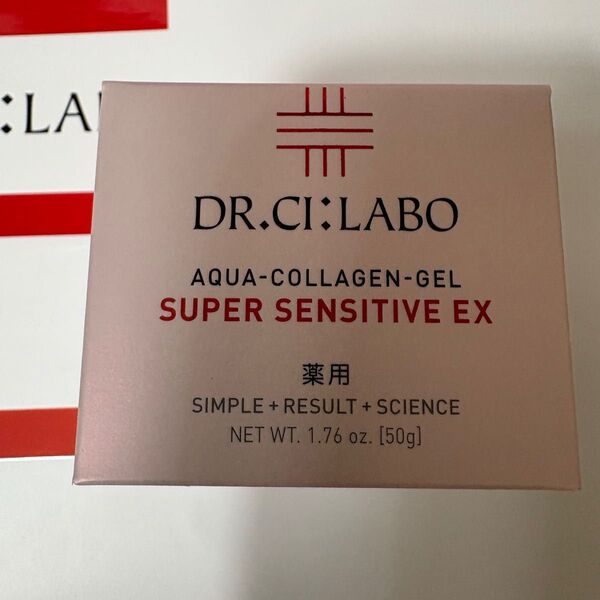 :LA
DR.CI:LABO
AQUA-COLLAGEN-GEL
SUPER SENSITIVE EX
薬用
SIMPLE+RESULT+SCIENCE
NET WT. 1.76 oz. [50g]